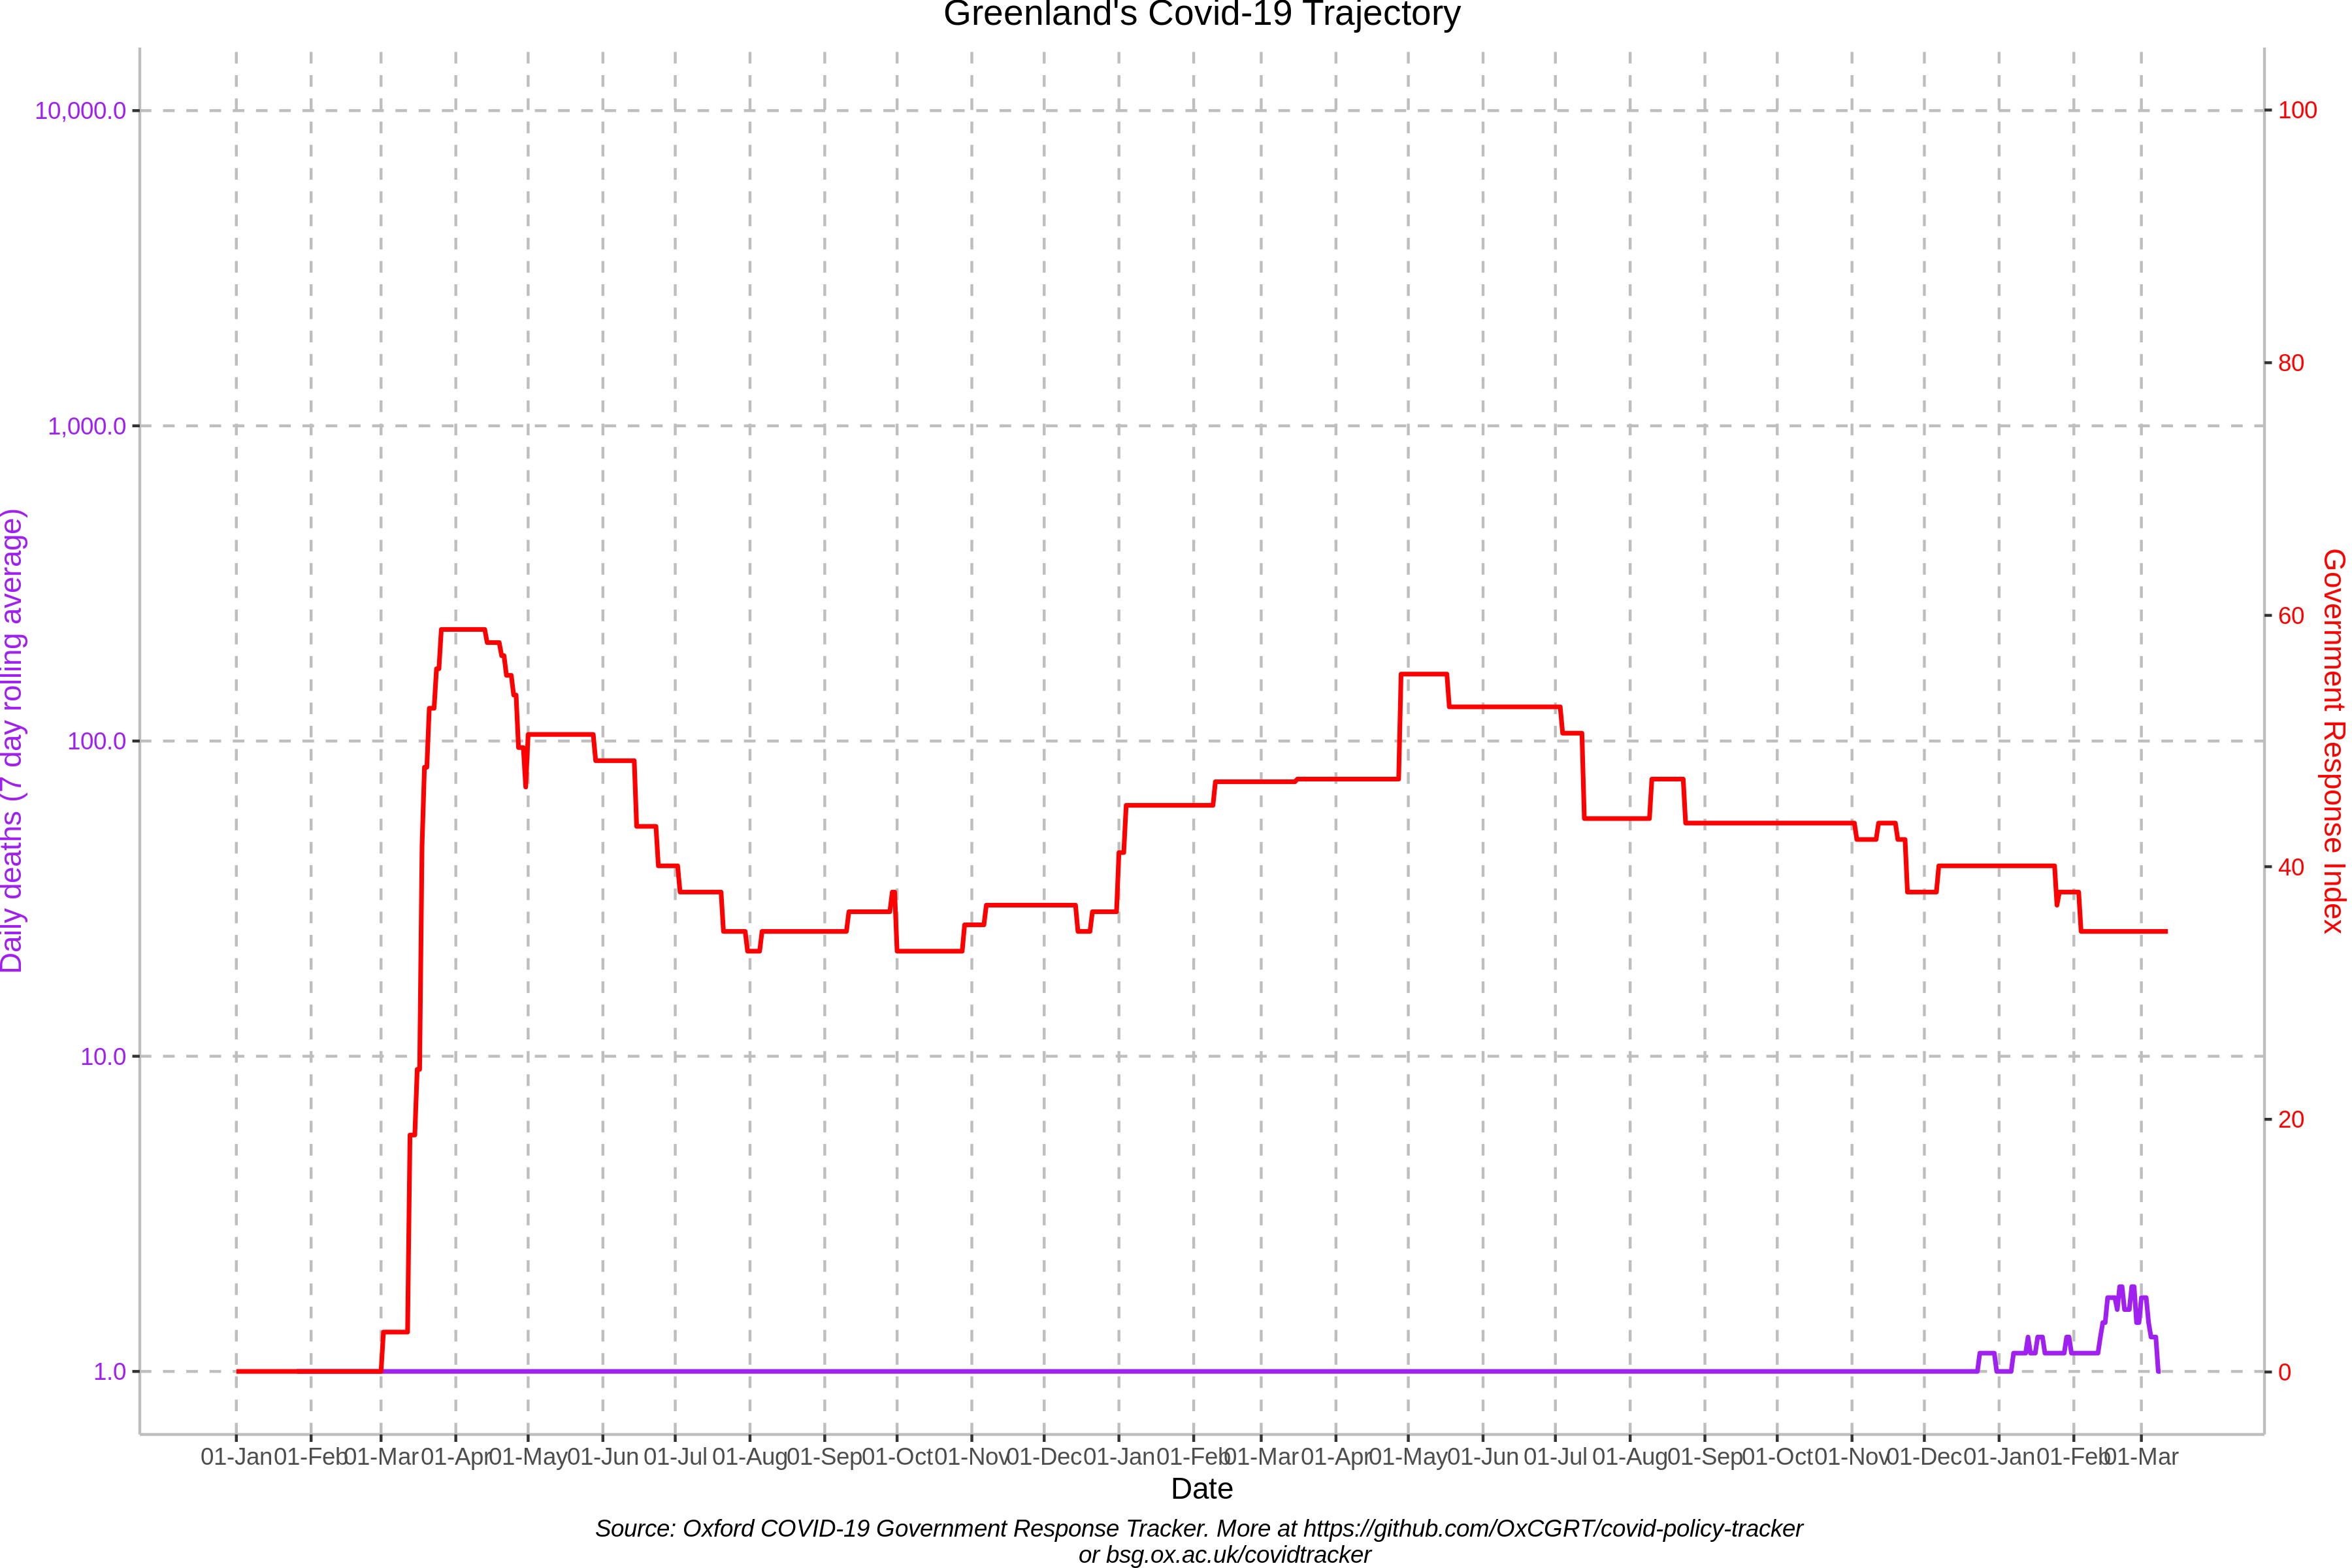 Greenland's Covid-19 Trajectory
10,000.0
1,000.0
100.0
10.0
1.0
Daily deaths (7 day rolling average)
100
80
60
40
20
0
Government Response Index
01-Jan 01-Feb 01-Mar 01-Apr 01-May 01-Jun 01-Jul 01-Aug 01-Sep 01-Oct 01-Nov 01-Dec 01-Jan 01-Feb 01-Mar 01-Apr 01-May 01-Jun 01-Jul 01-Aug 01-Sep 01-Oct 01-Nov 01-Dec 01-Jan 01-Feb 01-Mar
Date
Source: Oxford COVID-19 Government Response Tracker. More at https://github.com/OxCGRT/covid-policy-tracker
or bsg.ox.ac.uk/covidtracker